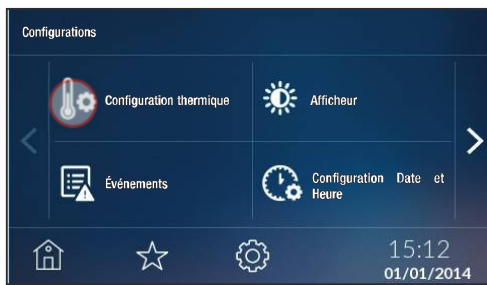 Configurations
Configuration thermique
Afficheur
Événements
Configuration Date et
Heure
15:12
01/01/2014